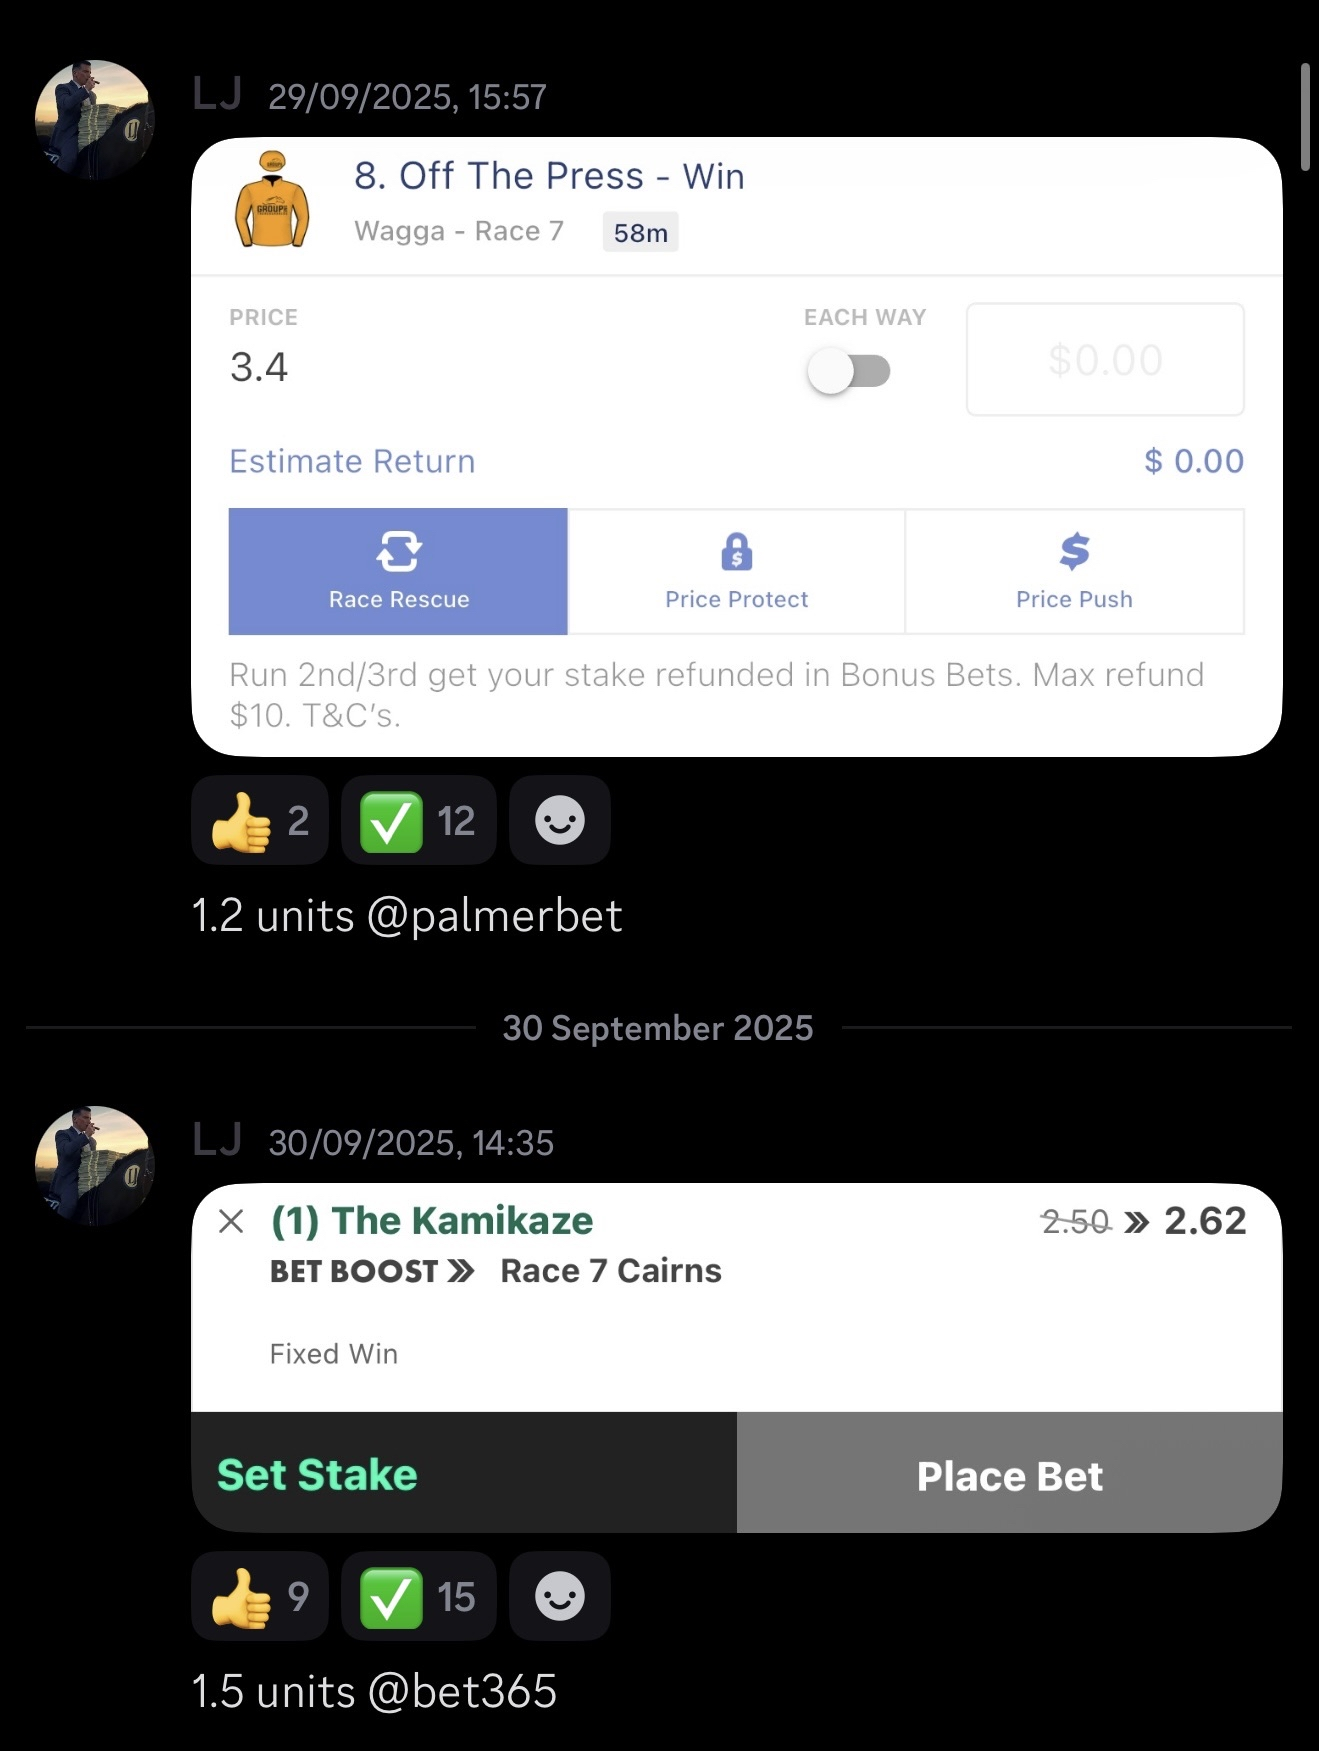 LJ 29/09/2025, 15:57
8. Off The Press - Win
Wagga - Race 7 58m
PRICE
EACH WAY
3.4
$0.00
Estimate Return $ 0.00
Race Rescue
Price Protect
Price Push
Run 2nd/3rd get your stake refunded in Bonus Bets. Max refund
$10. T&C's.
2 12
1.2 units @palmerbet
30 September 2025
LJ 30/09/2025, 14:35
(1) The Kamikaze 2.50 » 2.62
BET BOOST » Race 7 Cairns
Fixed Win
Set Stake Place Bet
9 15
1.5 units @bet365